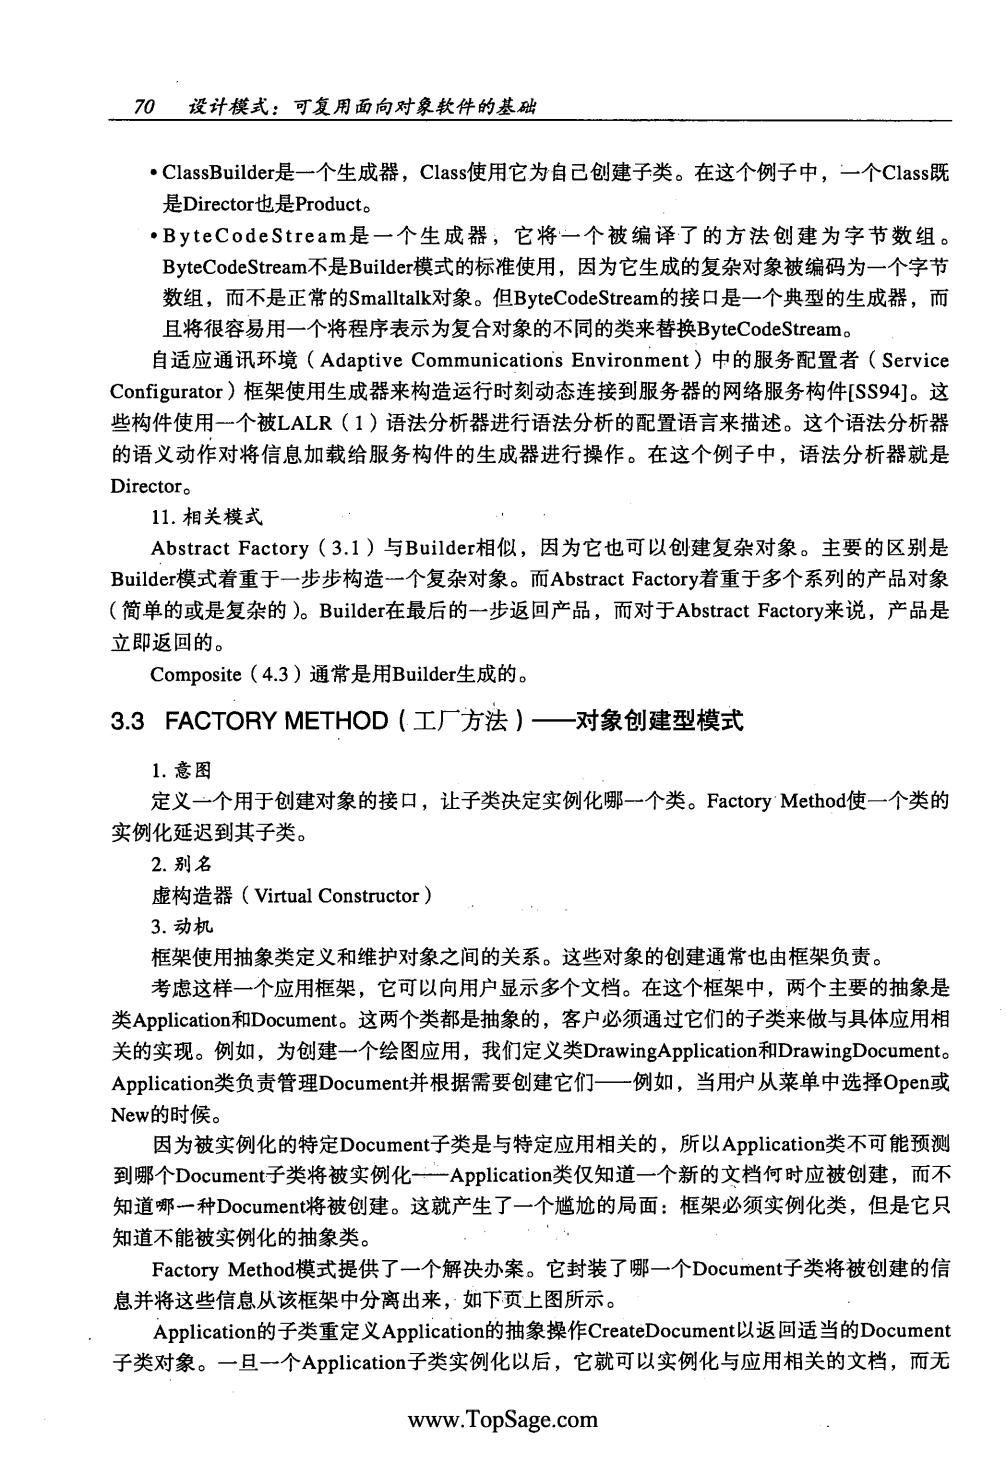 70 设计模式：可复用面向对象软件的基础
•ClassBuilder是一个生成器，Class使用它为自己创建子类。在这个例子中，一个Class既
是Director也是Product。
•ByteCodeStream是一个生成器，它将一个被编译了的方法创建为字节数组。
ByteCodeStream不是Builder模式的标准使用，因为它生成的复杂对象被编码为一个字节
数组，而不是正常的Smalltalk对象。但ByteCodeStream的接口是一个典型的生成器，而
且将很容易用一个将程序表示为复合对象的不同的类来替换ByteCodeStream。
自适应通讯环境（Adaptive Communications Environment）中的服务配置者（Service
Configurator）框架使用生成器来构造运行时刻动态连接到服务器的网络服务构件[SS94]。这
些构件使用一个被LALR（1）语法分析器进行语法分析的配置语言来描述。这个语法分析器
的语义动作对将信息加载给服务构件的生成器进行操作。在这个例子中，语法分析器就是
Director。
11. 相关模式
Abstract Factory（3.1）与Builder相似，因为它也可以创建复杂对象。主要的区别是
Builder模式着重于一步步构造一个复杂对象。而Abstract Factory着重于多个系列的产品对象
（简单的或是复杂的）。Builder在最后的一步返回产品，而对于Abstract Factory来说，产品是
立即返回的。
Composite（4.3）通常是用Builder生成的。
3.3 FACTORY METHOD（工厂方法）——对象创建型模式
1. 意图
定义一个用于创建对象的接口，让子类决定实例化哪一个类。Factory Method使一个类的
实例化延迟到其子类。
2. 别名
虚构造器（Virtual Constructor）
3. 动机
框架使用抽象类定义和维护对象之间的关系。这些对象的创建通常也由框架负责。
考虑这样一个应用框架，它可以向用户显示多个文档。在这个框架中，两个主要的抽象是
类Application和Document。这两个类都是抽象的，客户必须通过它们的子类来做与具体应用相
关的实现。例如，为创建一个绘图应用，我们定义类DrawingApplication和DrawingDocument。
Application类负责管理Document并根据需要创建它们——例如，当用户从菜单中选择Open或
New的时候。
因为被实例化的特定Document子类是与特定应用相关的，所以Application类不可能预测
到哪个Document子类将被实例化——Application类仅知道一个新的文档何时应被创建，而不
知道哪一种Document将被创建。这就产生了一个尴尬的局面：框架必须实例化类，但是它只
知道不能被实例化的抽象类。
Factory Method模式提供了一个解决办案。它封装了哪一个Document子类将被创建的信
息并将这些信息从该框架中分离出来，如下页上图所示。
Application的子类重定义Application的抽象操作CreateDocument以返回适当的Document
子类对象。一旦一个Application子类实例化以后，它就可以实例化与应用相关的文档，而无
www.TopSage.com